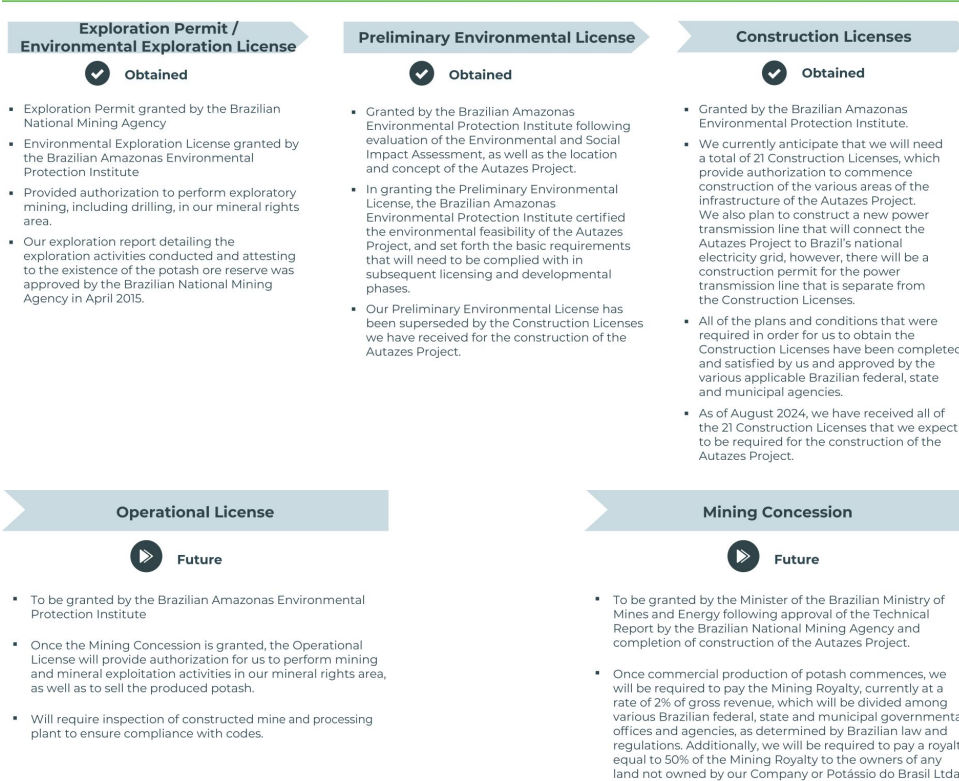 Exploration Permit /
Environmental Exploration License
Obtained
▪ Exploration Permit granted by the Brazilian
National Mining Agency
▪ Environmental Exploration License granted by
the Brazilian Amazonas Environmental
Protection Institute
▪ Provided authorization to perform exploratory
mining, including drilling, in our mineral rights
area.
▪ Our exploration report detailing the
exploration activities conducted and attesting
to the existence of the potash ore reserve was
approved by the Brazilian National Mining
Agency in April 2015.
Preliminary Environmental License
Obtained
▪ Granted by the Brazilian Amazonas
Environmental Protection Institute following
evaluation of the Environmental and Social
Impact Assessment, as well as the location
and concept of the Autazes Project.
▪ In granting the Preliminary Environmental
License, the Brazilian Amazonas
Environmental Protection Institute certified
the environmental feasibility of the Autazes
Project, and set forth the basic requirements
that will need to be complied with in
subsequent licensing and developmental
phases.
▪ Our Preliminary Environmental License has
been superseded by the Construction Licenses
we have received for the construction of the
Autazes Project.
Construction Licenses
Obtained
▪ Granted by the Brazilian Amazonas
Environmental Protection Institute.
▪ We currently anticipate that we will need
a total of 21 Construction Licenses, which
provide authorization to commence
construction of the various areas of the
infrastructure of the Autazes Project.
We also plan to construct a new power
transmission line that will connect the
Autazes Project to Brazil's national
electricity grid, however, there will be a
construction permit for the power
transmission line that is separate from
the Construction Licenses.
▪ All of the plans and conditions that were
required in order for us to obtain the
Construction Licenses have been completed
and satisfied by us and approved by the
various applicable Brazilian federal, state
and municipal agencies.
▪ As of August 2024, we have received all of
the 21 Construction Licenses that we expect
to be required for the construction of the
Autazes Project.
Operational License
Future
▪ To be granted by the Brazilian Amazonas Environmental
Protection Institute
▪ Once the Mining Concession is granted, the Operational
License will provide authorization for us to perform mining
and mineral exploitation activities in our mineral rights area,
as well as to sell the produced potash.
▪ Will require inspection of constructed mine and processing
plant to ensure compliance with codes.
Mining Concession
Future
▪ To be granted by the Minister of the Brazilian Ministry of
Mines and Energy following approval of the Technical
Report by the Brazilian National Mining Agency and
completion of construction of the Autazes Project.
▪ Once commercial production of potash commences, we
will be required to pay the Mining Royalty, currently at a
rate of 2% of gross revenue, which will be divided among
various Brazilian federal, state and municipal governmenta
offices and agencies, as determined by Brazilian law and
regulations. Additionally, we will be required to pay a royalt
equal to 50% of the Mining Royalty to the owners of any
land not owned by our Company or Potássio do Brasil Ltda